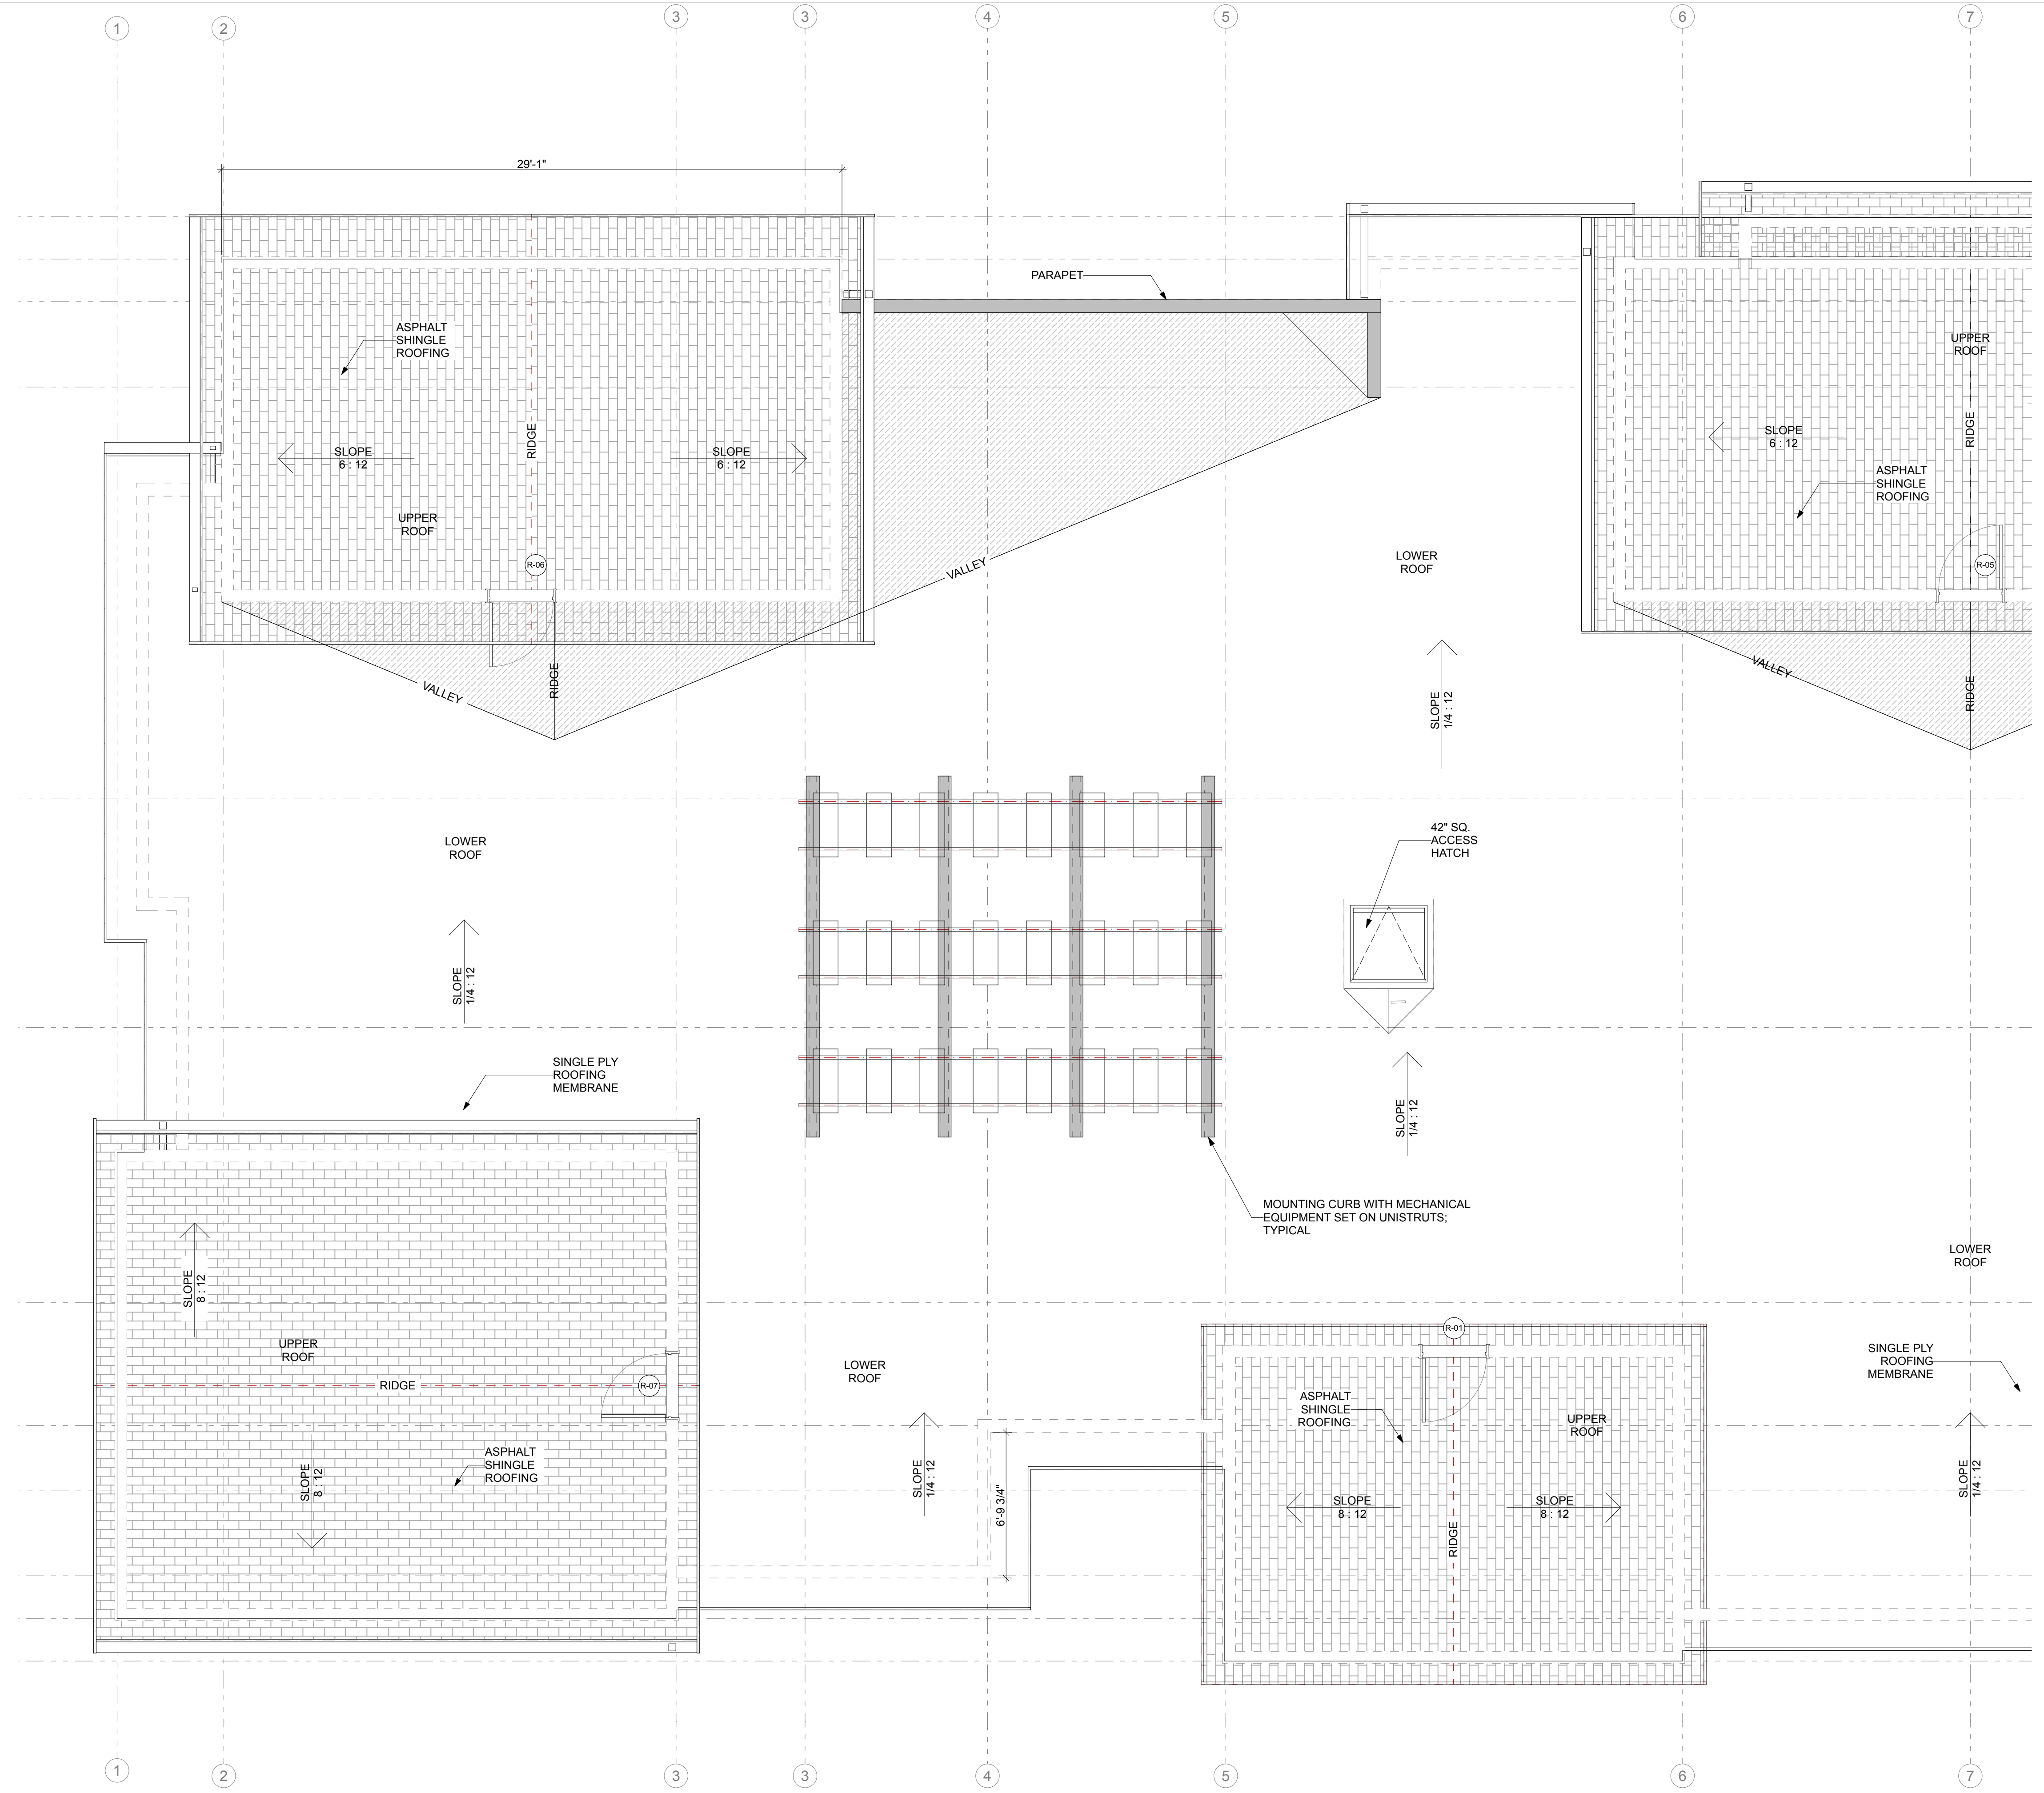 1
2
3
3
4
5
6
7
29'-1"
PARAPET
ASPHALT
SHINGLE
ROOFING
UPPER
ROOF
RIDGE
SLOPE
6 : 12
SLOPE
6 : 12
SLOPE
6 : 12
RIDGE
ASPHALT
SHINGLE
ROOFING
UPPER
ROOF
R-06
VALLEY
LOWER
ROOF
R-05
VALLEY
RIDGE
SLOPE
1/4 : 12
VALLEY
RIDGE
LOWER
ROOF
42" SQ.
ACCESS
HATCH
SLOPE
1/4 : 12
SINGLE PLY
ROOFING
MEMBRANE
SLOPE
1/4 : 12
MOUNTING CURB WITH MECHANICAL
EQUIPMENT SET ON UNISTRUTS;
TYPICAL
LOWER
ROOF
SLOPE
8 : 12
UPPER
ROOF
RIDGE
R-07
LOWER
ROOF
R-01
SINGLE PLY
ROOFING
MEMBRANE
ASPHALT
SHINGLE
ROOFING
UPPER
ROOF
ASPHALT
SHINGLE
ROOFING
SLOPE
8 : 12
SLOPE
1/4 : 12
6'-9 3/4"
SLOPE
8 : 12
SLOPE
8 : 12
RIDGE
SLOPE
1/4 : 12
1
2
3
3
4
5
6
7